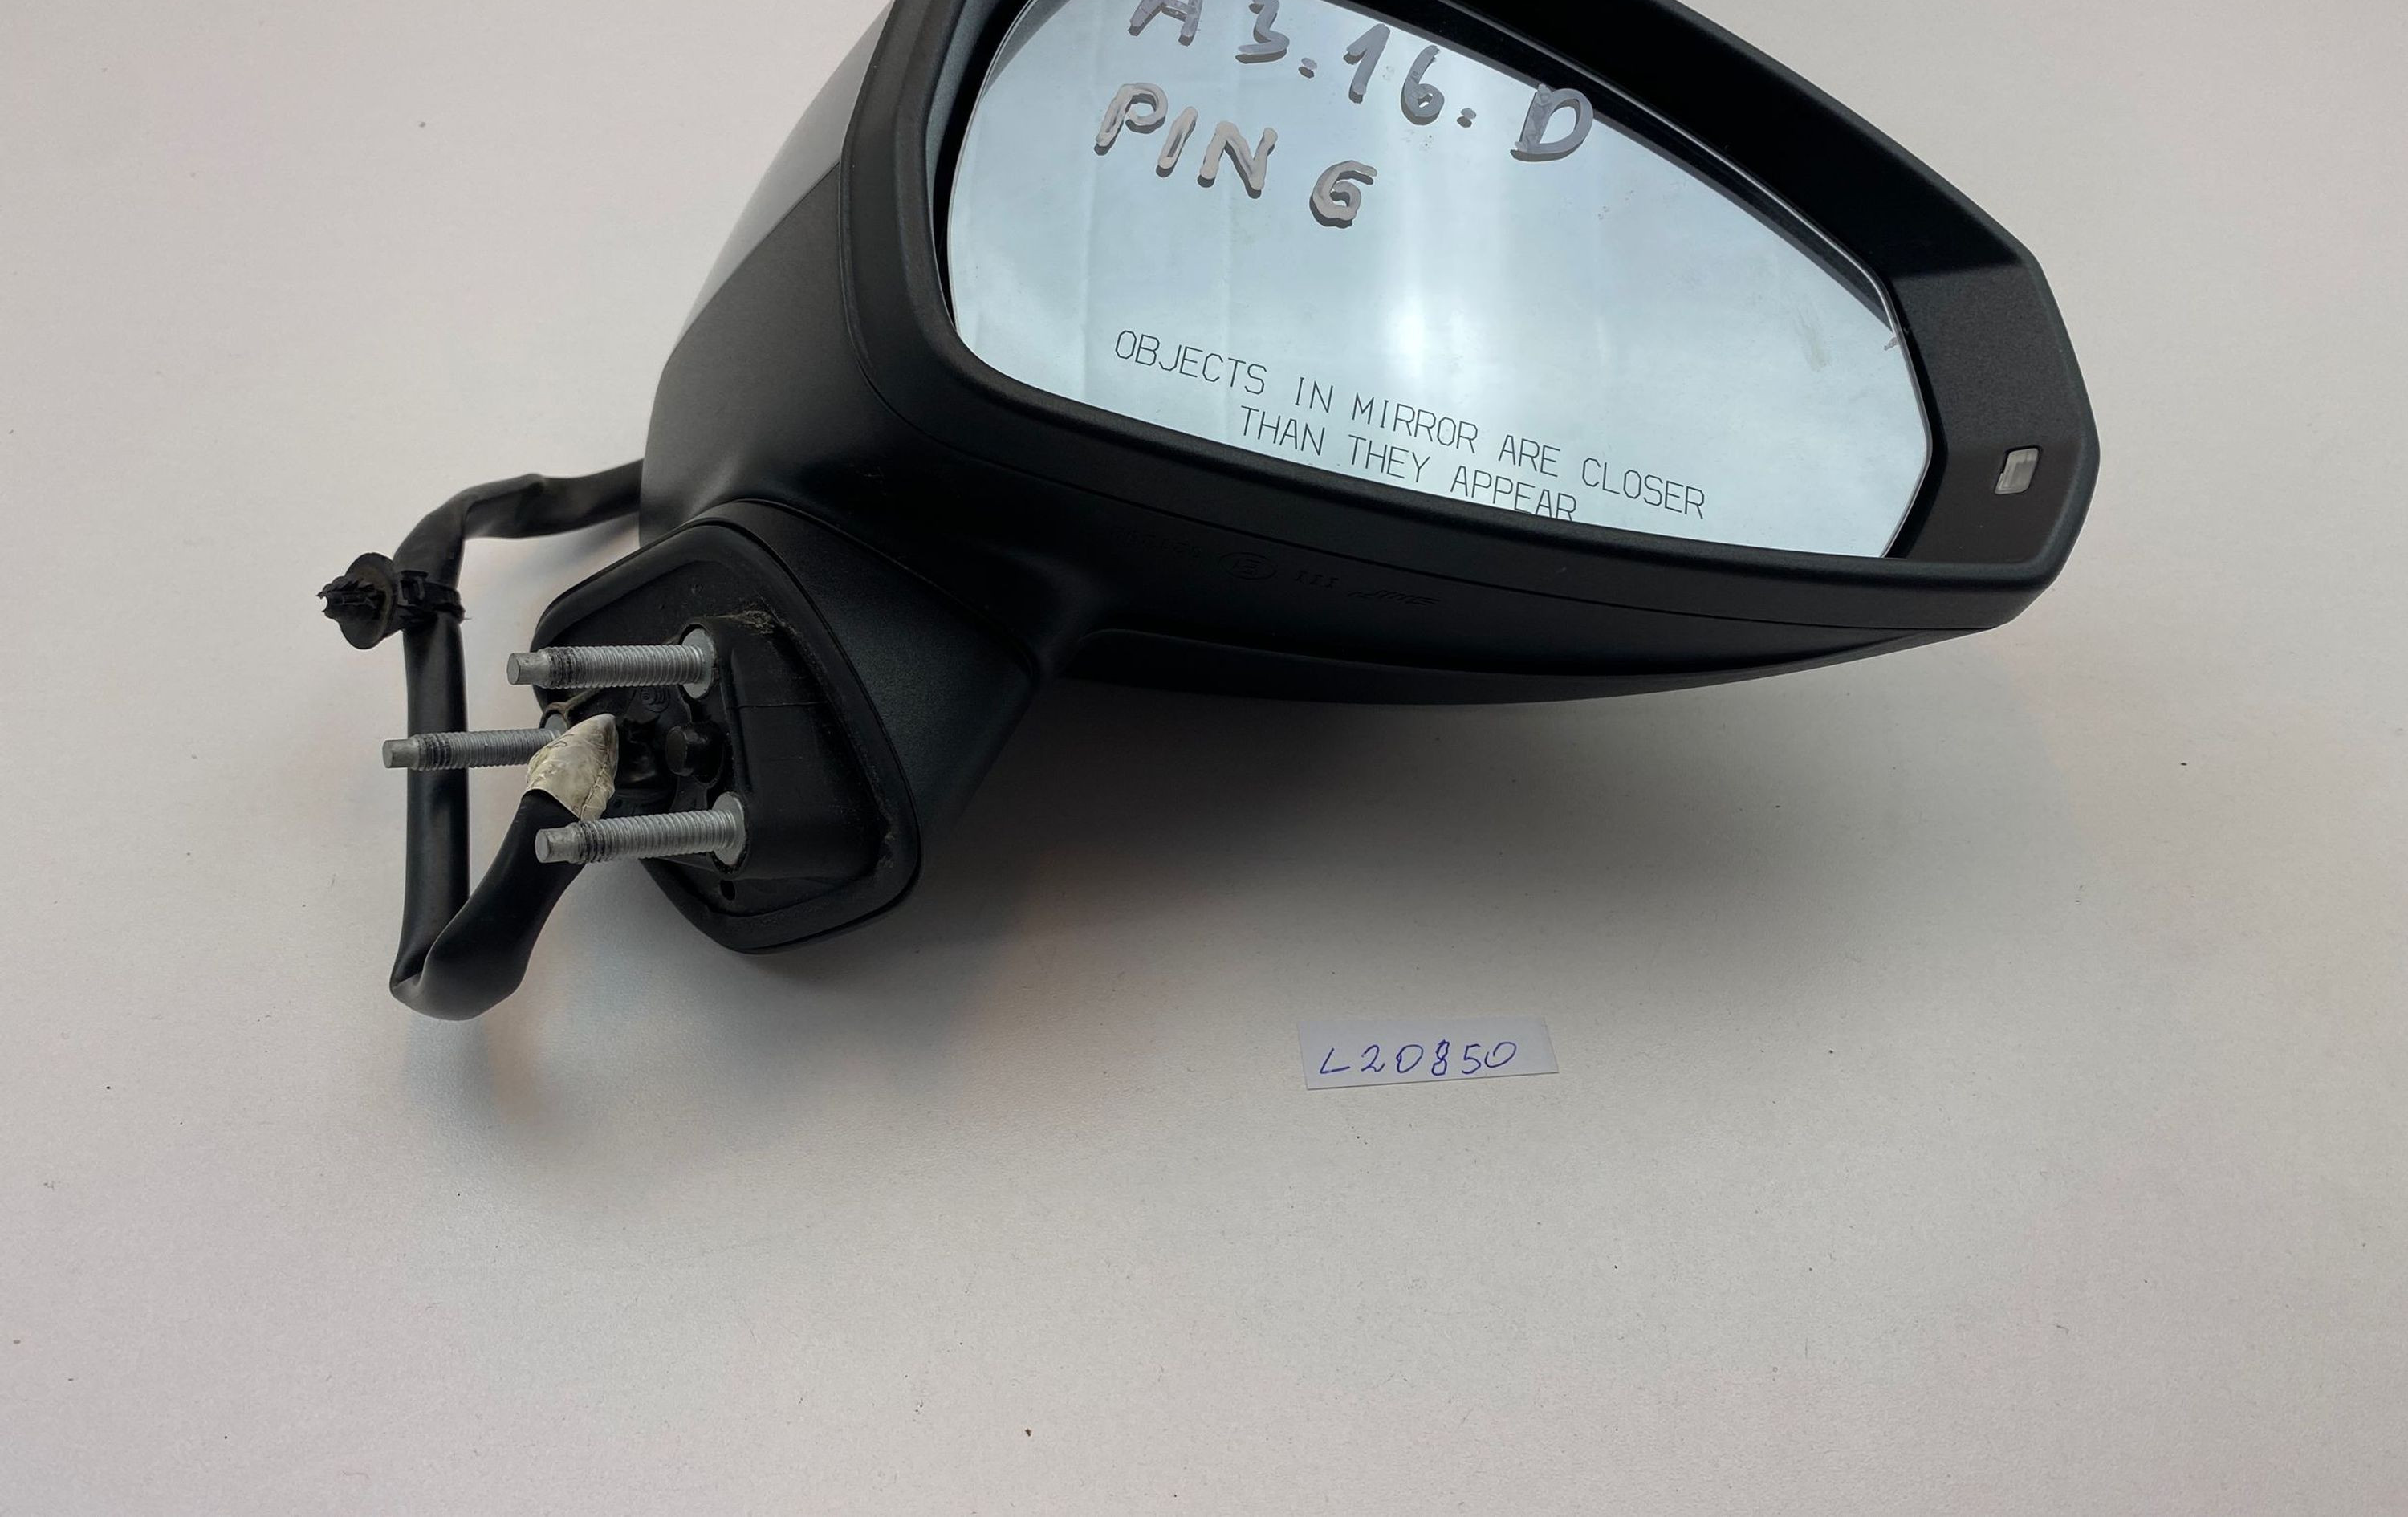 A3.16.D
PIN 6
OBJECTS IN MIRROR ARE CLOSER
THAN THEY APPEAR
L20850